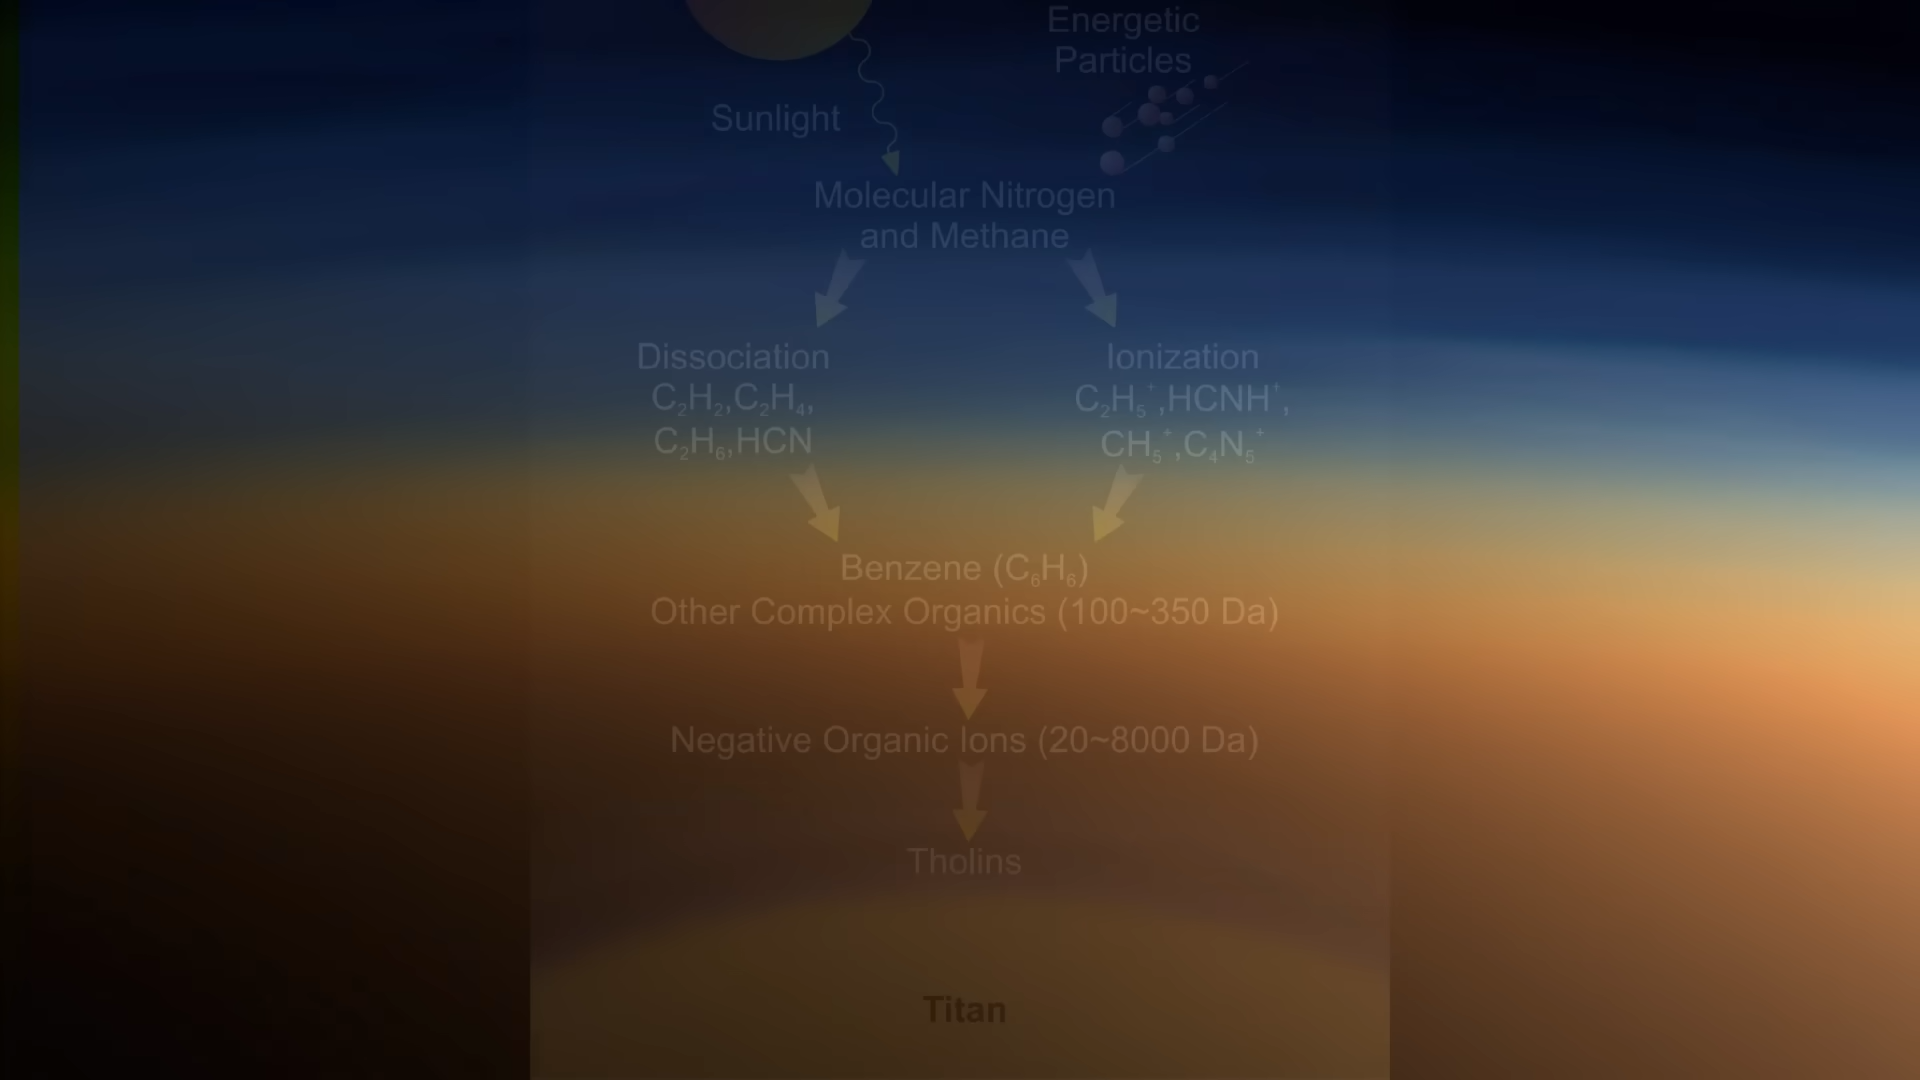 Energetic
Particles
Sunlight
Molecular Nitrogen
and Methane
Dissociation
C₂H₂,C₂H₄,
C₂H₆,HCN
Ionization
C₂H₅⁺,HCNH⁺,
CH₅⁺,C₄N₅⁺
Benzene (C₆H₆)
Other Complex Organics (100~350 Da)
Negative Organic Ions (20~8000 Da)
Tholins
Titan